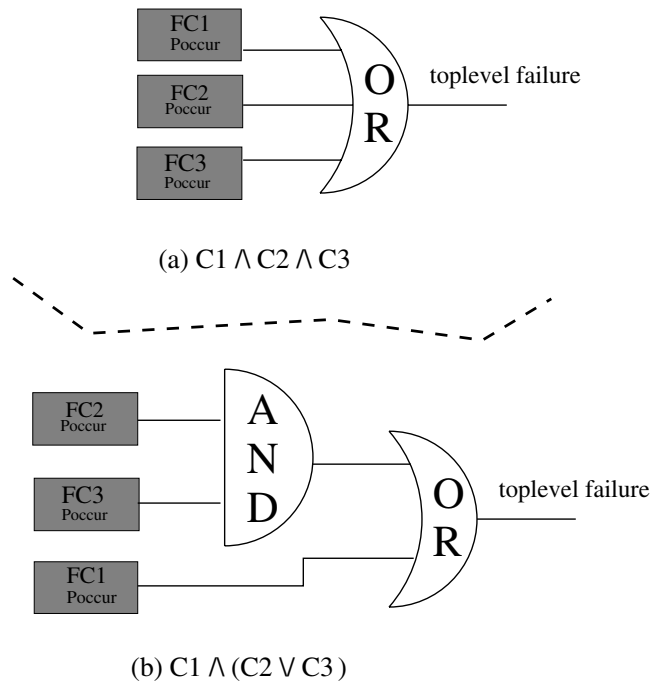 FC1
Poccur
FC2
Poccur
FC3
Poccur
O
R
toplevel failure
(a) C1 /\ C2 /\ C3
FC2
Poccur
FC3
Poccur
FC1
Poccur
A
N
D
O
R
toplevel failure
(b) C1 /\ (C2 \/ C3 )